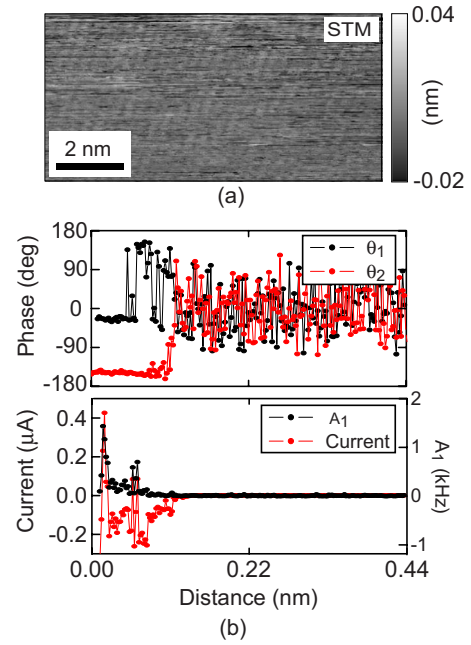 STM
0.04
(nm)
-0.02
2 nm
(a)
180
90
0
-90
-180
Phase (deg)
θ1
θ2
0.4
0.2
0.0
-0.2
Current (μA)
A1
Current
2
1
0
-1
A1 (kHz)
0.00
0.22
0.44
Distance (nm)
(b)